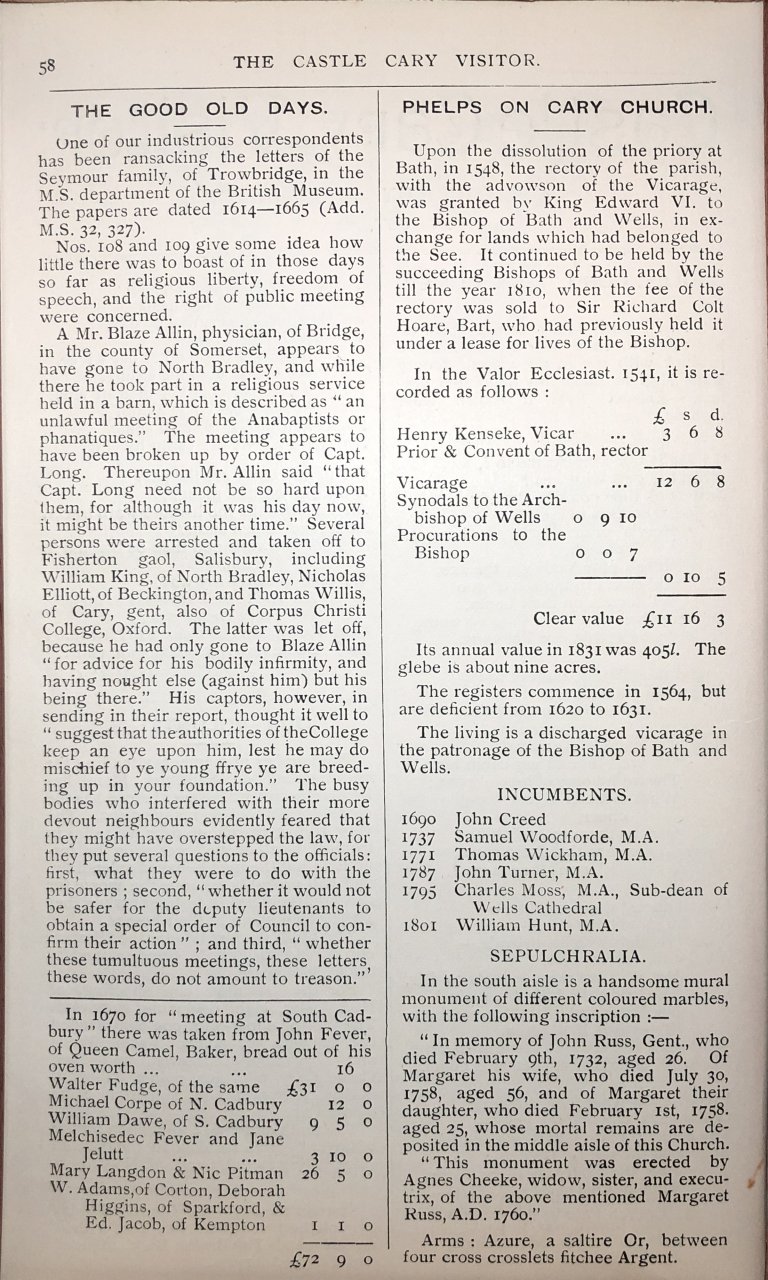 58
THE CASTLE CARY VISITOR.
THE GOOD OLD DAYS.
One of our industrious correspondents
has been ransacking the letters of the
Seymour family, of Trowbridge, in the
M.S. department of the British Museum.
The papers are dated 1614—1665 (Add.
M.S. 32, 327).
Nos. 108 and 109 give some idea how
little there was to boast of in those days
so far as religious liberty, freedom of
speech, and the right of public meeting
were concerned.
A Mr. Blaze Allin, physician, of Bridge,
in the county of Somerset, appears to
have gone to North Bradley, and while
there he took part in a religious service
held in a barn, which is described as "an
unlawful meeting of the Anabaptists or
phanatiques." The meeting appears to
have been broken up by order of Capt.
Long. Thereupon Mr. Allin said "that
Capt. Long need not be so hard upon
them, for although it was his day now,
it might be theirs another time." Several
persons were arrested and taken off to
Fisherton gaol, Salisbury, including
William King, of North Bradley, Nicholas
Elliott, of Beckington, and Thomas Willis,
of Cary, gent, also of Corpus Christi
College, Oxford. The latter was let off,
because he had only gone to Blaze Allin
"for advice for his bodily infirmity, and
having nought else (against him) but his
being there." His captors, however, in
sending in their report, thought it well to
"suggest that the authorities of the College
keep an eye upon him, lest he may do
mischief to ye young ffrye ye are breed-
ing up in your foundation." The busy
bodies who interfered with their more
devout neighbours evidently feared that
they might have overstepped the law, for
they put several questions to the officials:
first, what they were to do with the
prisoners; second, "whether it would not
be safer for the deputy lieutenants to
obtain a special order of Council to con-
firm their action"; and third, "whether
these tumultuous meetings, these letters,
these words, do not amount to treason."'
In 1670 for "meeting at South Cad-
bury" there was taken from John Fever,
of Queen Camel, Baker, bread out of his
oven worth ... ... 16
Walter Fudge, of the same £31 0 0
Michael Corpe of N. Cadbury 12 0
William Dawe, of S. Cadbury 9 5 0
Melchisedec Fever and Jane
Jelutt ... ... 3 10 0
Mary Langdon & Nic Pitman 26 5 0
W. Adams, of Corton, Deborah
Higgins, of Sparkford, &
Ed. Jacob, of Kempton 1 1 0
£72 9 0
PHELPS ON CARY CHURCH.
Upon the dissolution of the priory at
Bath, in 1548, the rectory of the parish,
with the advowson of the Vicarage,
was granted by King Edward VI. to
the Bishop of Bath and Wells, in ex-
change for lands which had belonged to
the See. It continued to be held by the
succeeding Bishops of Bath and Wells
till the year 1810, when the fee of the
rectory was sold to Sir Richard Colt
Hoare, Bart, who had previously held it
under a lease for lives of the Bishop.
In the Valor Ecclesiast. 1541, it is re-
corded as follows :
£ s d.
Henry Kenseke, Vicar ... 3 6 8
Prior & Convent of Bath, rector
Vicarage ... ... 12 6 8
Synodals to the Arch-
bishop of Wells 0 9 10
Procurations to the
Bishop 0 0 7
0 10 5
Clear value £11 16 3
Its annual value in 1831 was 405l. The
glebe is about nine acres.
The registers commence in 1564, but
are deficient from 1620 to 1631.
The living is a discharged vicarage in
the patronage of the Bishop of Bath and
Wells.
INCUMBENTS.
1690 John Creed
1737 Samuel Woodforde, M.A.
1771 Thomas Wickham, M.A.
1787 John Turner, M.A.
1795 Charles Moss, M.A., Sub-dean of
Wells Cathedral
1801 William Hunt, M.A.
SEPULCHRALIA.
In the south aisle is a handsome mural
monument of different coloured marbles,
with the following inscription :—
"In memory of John Russ, Gent., who
died February 9th, 1732, aged 26. Of
Margaret his wife, who died July 30,
1758, aged 56, and of Margaret their
daughter, who died February 1st, 1758.
aged 25, whose mortal remains are de-
posited in the middle aisle of this Church.
"This monument was erected by
Agnes Cheeke, widow, sister, and execu-
trix, of the above mentioned Margaret
Russ, A.D. 1760."
Arms : Azure, a saltire Or, between
four cross crosslets fitchee Argent.